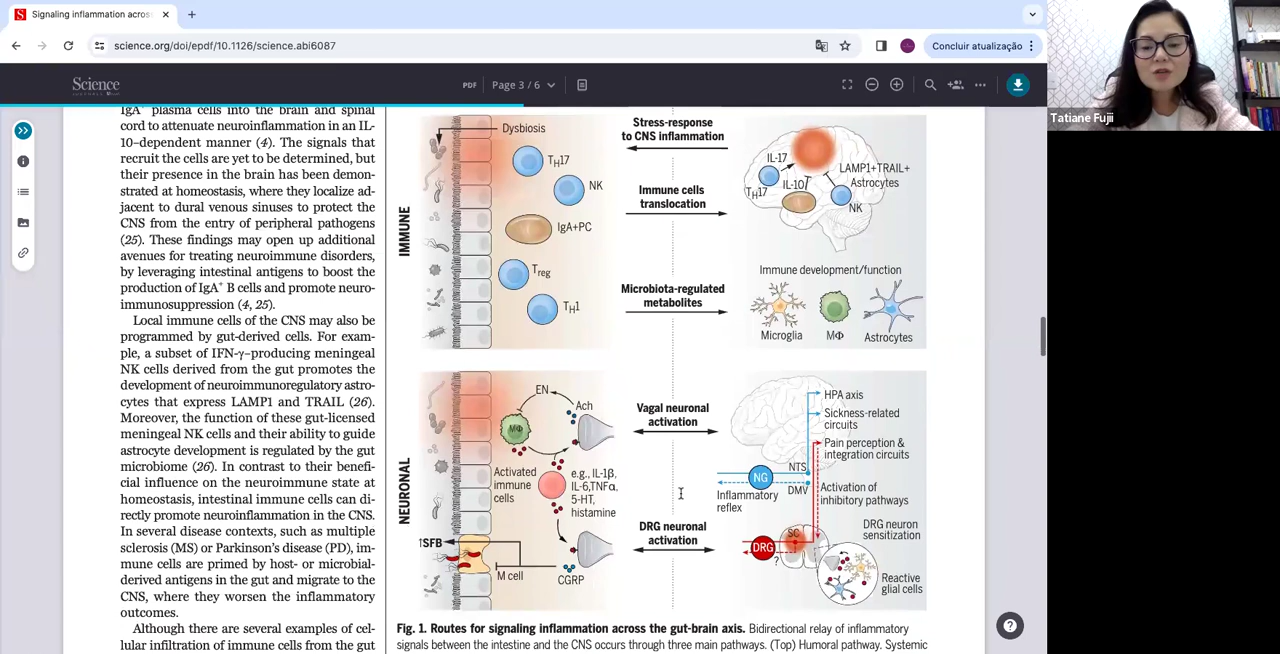 Signaling inflammation across
science.org/doi/epdf/10.1126/science.abi6087
Concluir atualização
Science
PDF
Page 3 / 6
Tatiane Fujii
IgA⁺ plasma cells into the brain and spinal
cord to attenuate neuroinflammation in an IL-
10–dependent manner (4). The signals that
recruit the cells are yet to be determined, but
their presence in the brain has been demon-
strated at homeostasis, where they localize ad-
jacent to dural venous sinuses to protect the
CNS from the entry of peripheral pathogens
(25). These findings may open up additional
avenues for treating neuroimmune disorders,
by leveraging intestinal antigens to boost the
production of IgA⁺ B cells and promote neuro-
immunosuppression (4, 25).
Local immune cells of the CNS may also be
programmed by gut-derived cells. For exam-
ple, a subset of IFN-γ–producing meningeal
NK cells derived from the gut promotes the
development of neuroimmunoregulatory astro-
cytes that express LAMP1 and TRAIL (26).
Moreover, the function of these gut-licensed
meningeal NK cells and their ability to guide
astrocyte development is regulated by the gut
microbiome (26). In contrast to their benefi-
cial influence on the neuroimmune state at
homeostasis, intestinal immune cells can di-
rectly promote neuroinflammation in the CNS.
In several disease contexts, such as multiple
sclerosis (MS) or Parkinson's disease (PD), im-
mune cells are primed by host- or microbial-
derived antigens in the gut and migrate to the
CNS, where they worsen the inflammatory
outcomes.
Although there are several examples of cel-
lular infiltration of immune cells from the gut
IMMUNE
Dysbiosis
TH17
NK
IgA+PC
Treg
TH1
Stress-response
to CNS inflammation
Immune cells
translocation
Microbiota-regulated
metabolites
IL-17
LAMP1+TRAIL+
Astrocytes
TH17
IL-10
NK
Immune development/function
Microglia
MΦ
Astrocytes
NEURONAL
EN
Ach
MΦ
Activated
immune
cells
e.g., IL-1β,
IL-6,TNFα,
5-HT,
histamine
↑SFB
M cell
CGRP
Vagal neuronal
activation
DRG neuronal
activation
HPA axis
Sickness-related
circuits
Pain perception &
integration circuits
NTS
NG
DMV
Inflammatory
reflex
Activation of
inhibitory pathways
SC
DRG
?
DRG neuron
sensitization
Reactive
glial cells
Fig. 1. Routes for signaling inflammation across the gut-brain axis. Bidirectional relay of inflammatory
signals between the intestine and the CNS occurs through three main pathways. (Top) Humoral pathway. Systemic